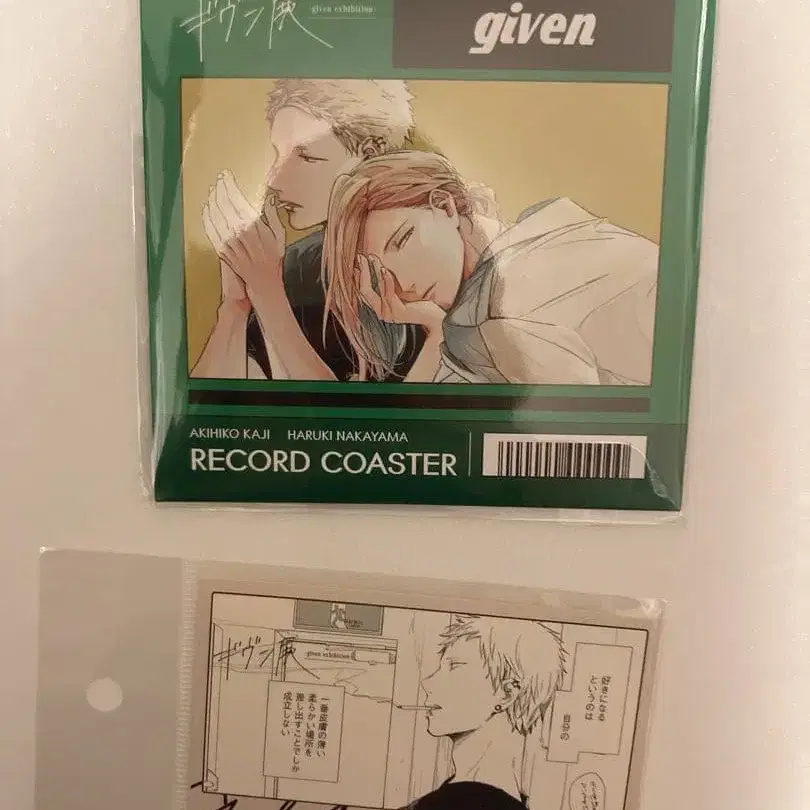 ギヴン展
given exhibition
given
AKIHIKO KAJI HARUKI NAKAYAMA
RECORD COASTER
ギヴン展
given exhibition
好きになる
というのは
自分の
一番皮膚の薄い
柔らかい場所を
差し出すことでしか
成立しない